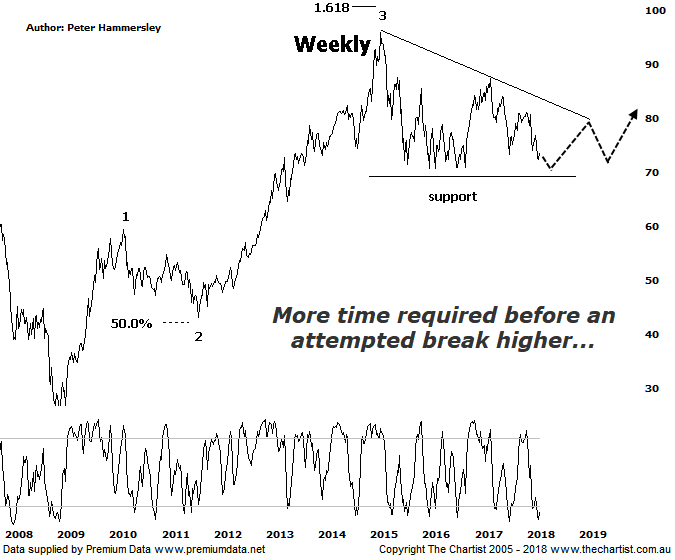 1.618
3
100
Author: Peter Hammersley
Weekly
90
80
70
support
60
1
50
50.0%
2
More time required before an
attempted break higher...
40
30
2008 2009 2010 2011 2012 2013 2014 2015 2016 2017 2018 2019
Data supplied by Premium Data www.premiumdata.net
Copyright The Chartist 2005 - 2018 www.thechartist.com.au